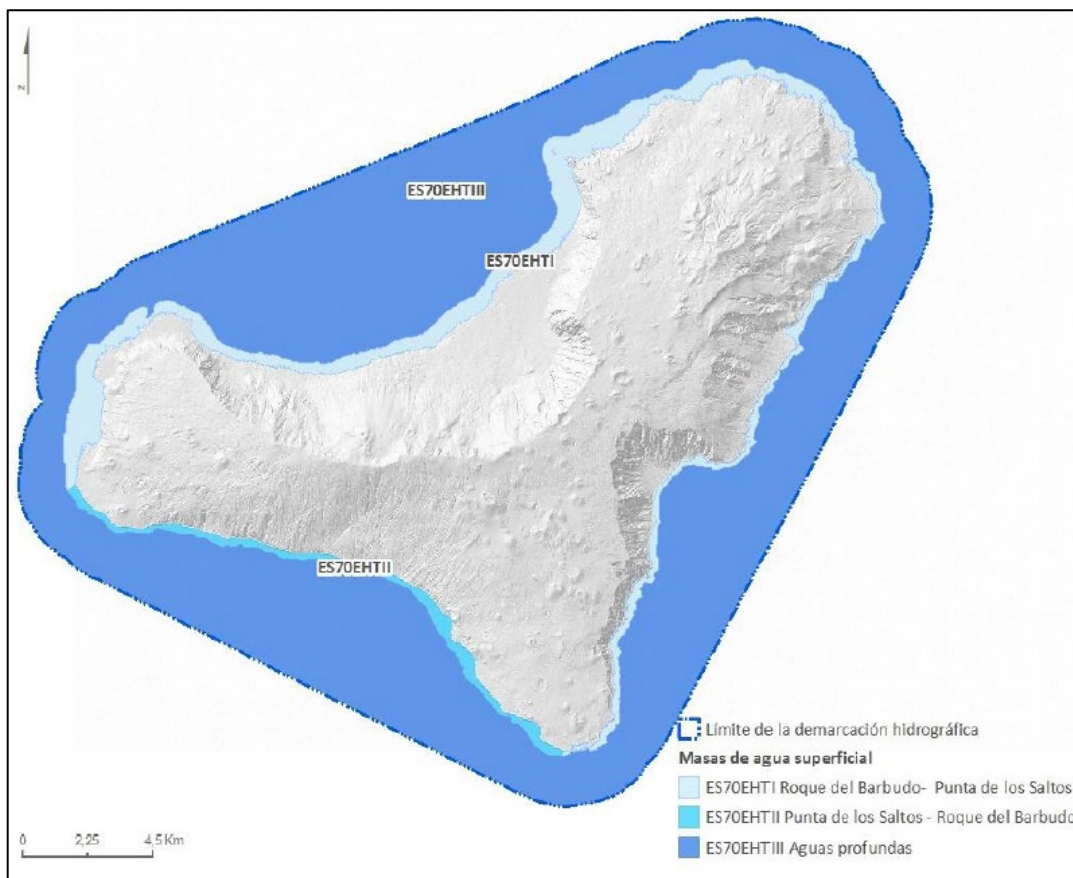 N
ES70EHTIII
ES70EHTI
ES70EHTII
Límite de la demarcación hidrográfica
Masas de agua superficial
ES70EHTI Roque del Barbudo- Punta de los Saltos
ES70EHTII Punta de los Saltos - Roque del Barbudo
ES70EHTIII Aguas profundas
0 2,25 4,5 Km